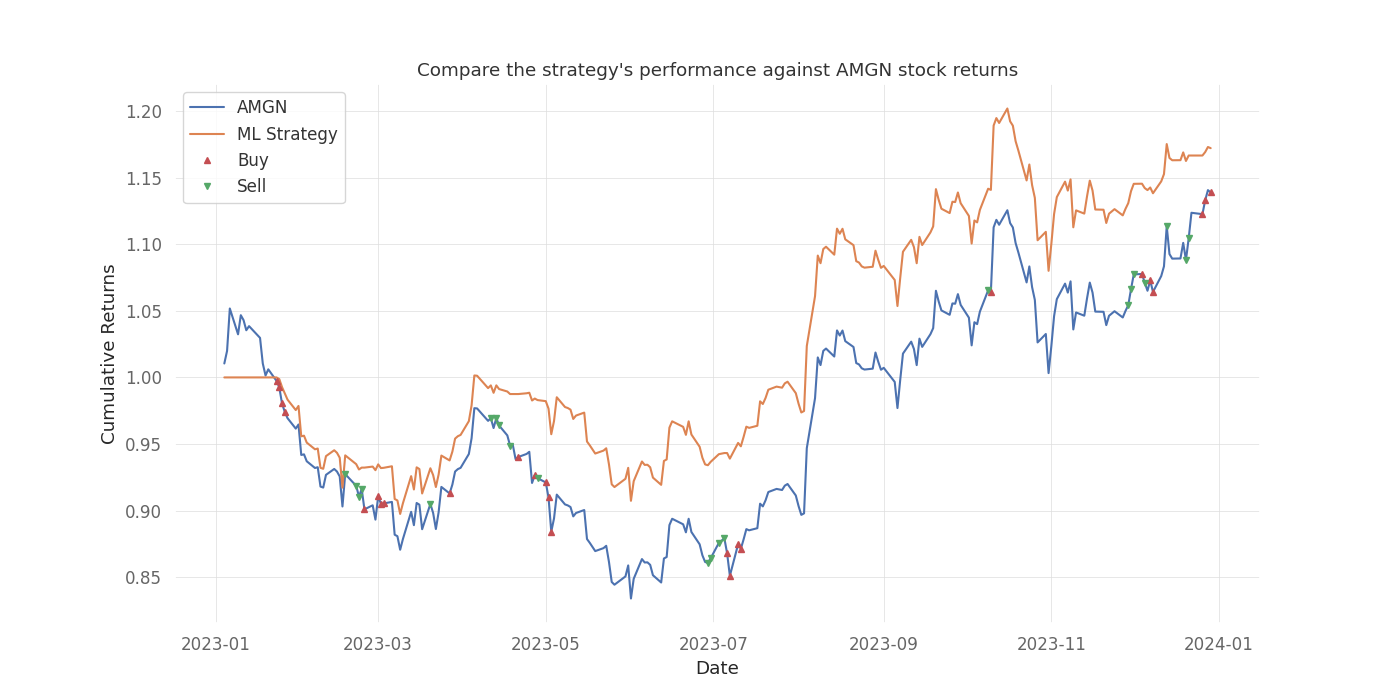 Compare the strategy's performance against AMGN stock returns
AMGN
ML Strategy
Buy
Sell
Cumulative Returns
1.20
1.15
1.10
1.05
1.00
0.95
0.90
0.85
2023-01
2023-03
2023-05
2023-07
2023-09
2023-11
2024-01
Date